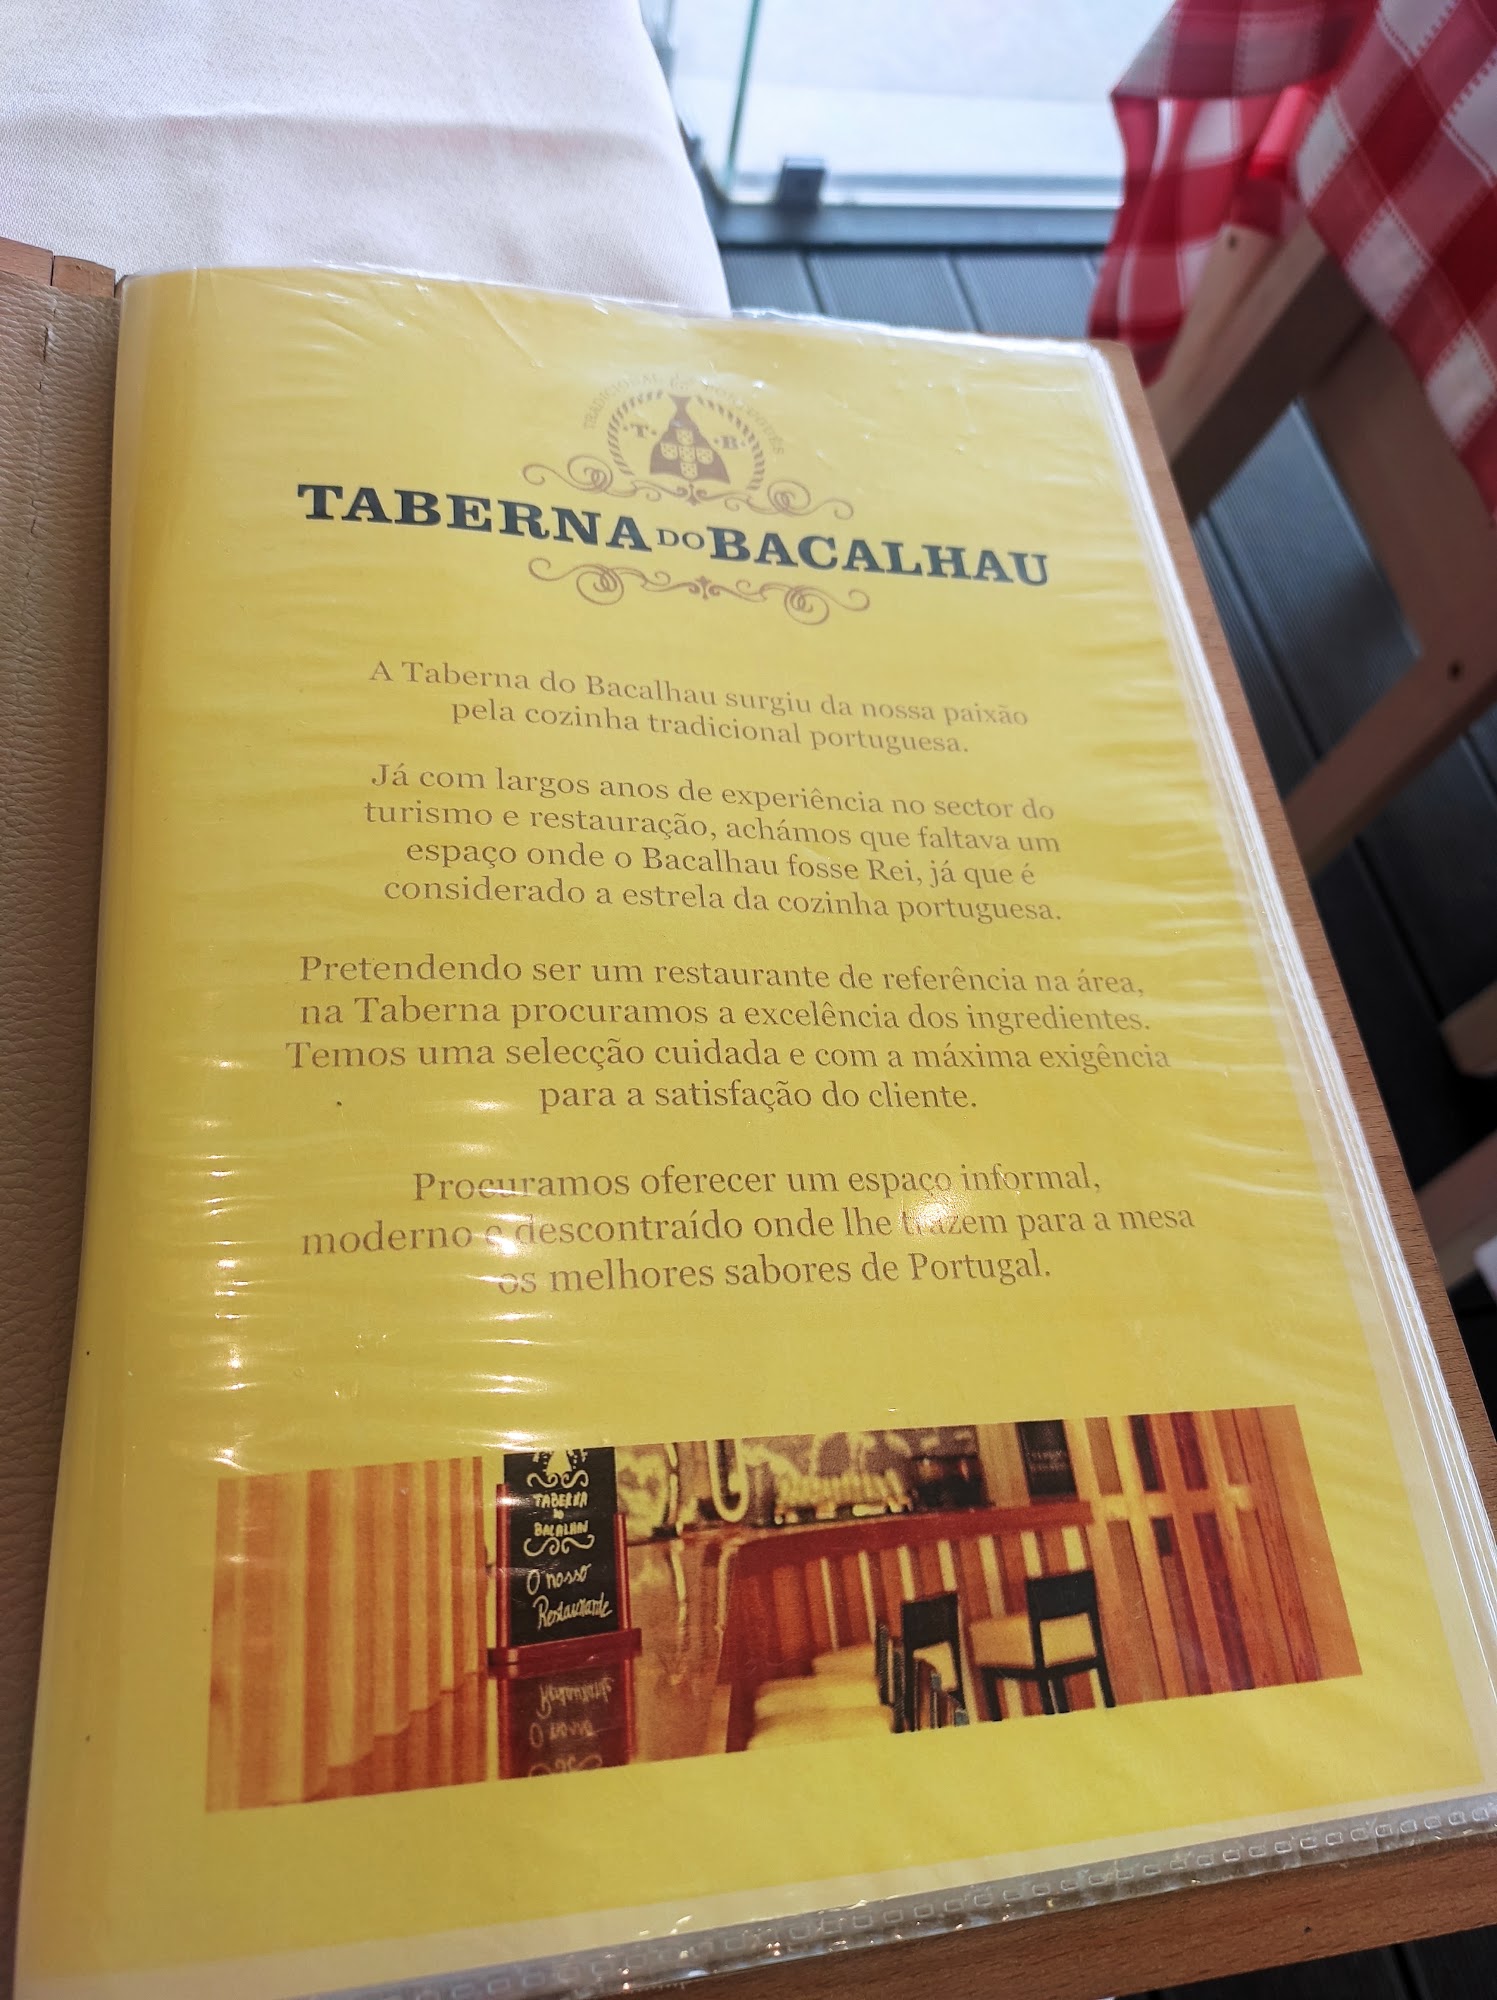 TRADICIONAL
T. .B.
TABERNA DO BACALHAU
A Taberna do Bacalhau surgiu da nossa paixão
pela cozinha tradicional portuguesa.
Já com largos anos de experiência no sector do
turismo e restauração, achámos que faltava um
espaço onde o Bacalhau fosse Rei, já que é
considerado a estrela da cozinha portuguesa.
Pretendendo ser um restaurante de referência na área,
na Taberna procuramos a excelência dos ingredientes.
Temos uma selecção cuidada e com a máxima exigência
para a satisfação do cliente.
Procuramos oferecer um espaço informal,
moderno e descontraído onde lhe trazem para a mesa
os melhores sabores de Portugal.
TABERNA
do
BACALHAU
O nosso
Restaurante